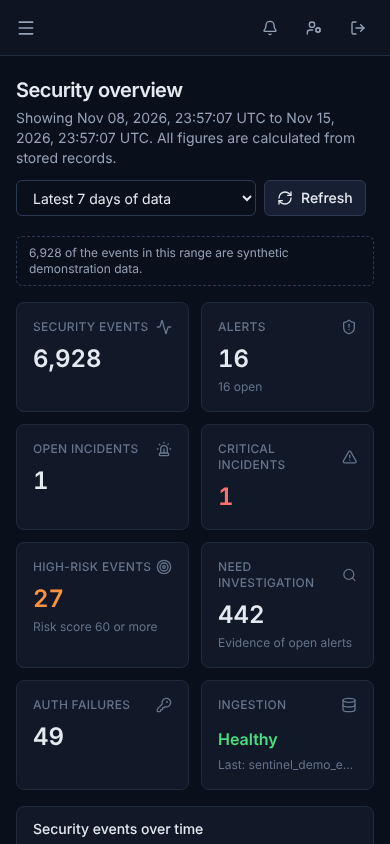 Security overview
Showing Nov 08, 2026, 23:57:07 UTC to Nov 15,
2026, 23:57:07 UTC. All figures are calculated from
stored records.
Latest 7 days of data
Refresh
6,928 of the events in this range are synthetic
demonstration data.
SECURITY EVENTS
6,928
ALERTS
16
16 open
OPEN INCIDENTS
1
CRITICAL
INCIDENTS
1
HIGH-RISK EVENTS
27
Risk score 60 or more
NEED
INVESTIGATION
442
Evidence of open alerts
AUTH FAILURES
49
INGESTION
Healthy
Last: sentinel_demo_e...
Security events over time